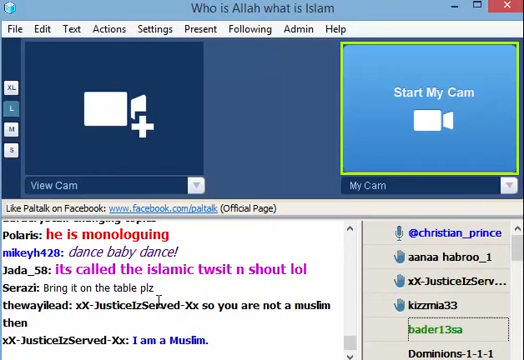 Who is Allah what is Islam
File Edit Text Actions Settings Present Following Admin Help
XL
L
M
S
Start My Cam
View Cam
My Cam
Like Paltalk on Facebook: www.facebook.com/paltalk (Official Page)
Polaris: he is monologuing
mikeyh428: dance baby dance!
Jada_58: its called the islamic twsit n shout lol
Serazi: Bring it on the table plz
thewayilead: xX-JusticeIzServed-Xx so you are not a muslim
then
xX-JusticeIzServed-Xx: I am a Muslim.
@christian_prince
aanaa habroo_1
xX-JusticeIzServ...
kizzmia33
bader13sa
Dominions-1-1-1